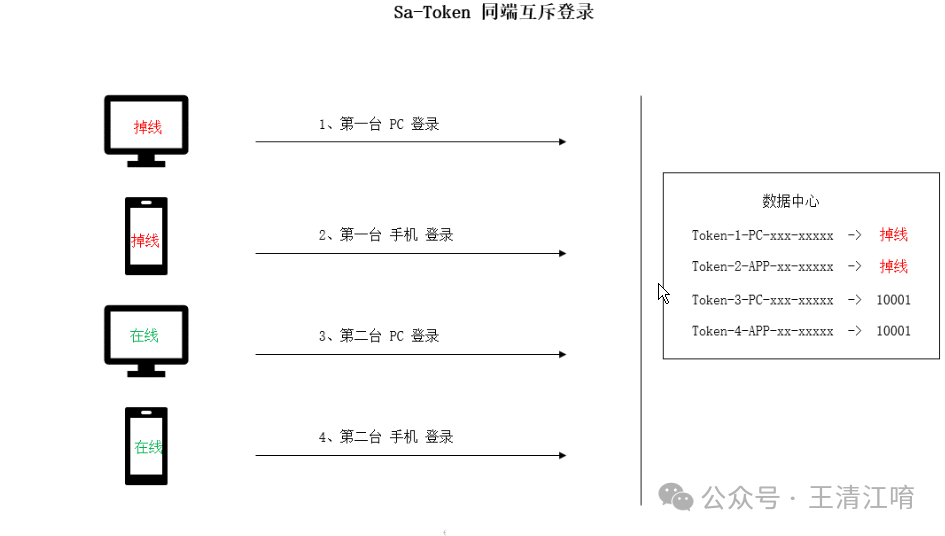 Sa-Token 同端互斥登录
掉线
1、第一台 PC 登录
掉线
2、第一台 手机 登录
在线
3、第二台 PC 登录
在线
4、第二台 手机 登录
数据中心
Token-1-PC-xxx-xxxxx -> 掉线
Token-2-APP-xx-xxxxx -> 掉线
Token-3-PC-xxx-xxxxx -> 10001
Token-4-APP-xx-xxxxx -> 10001
公众号 · 王清江唷